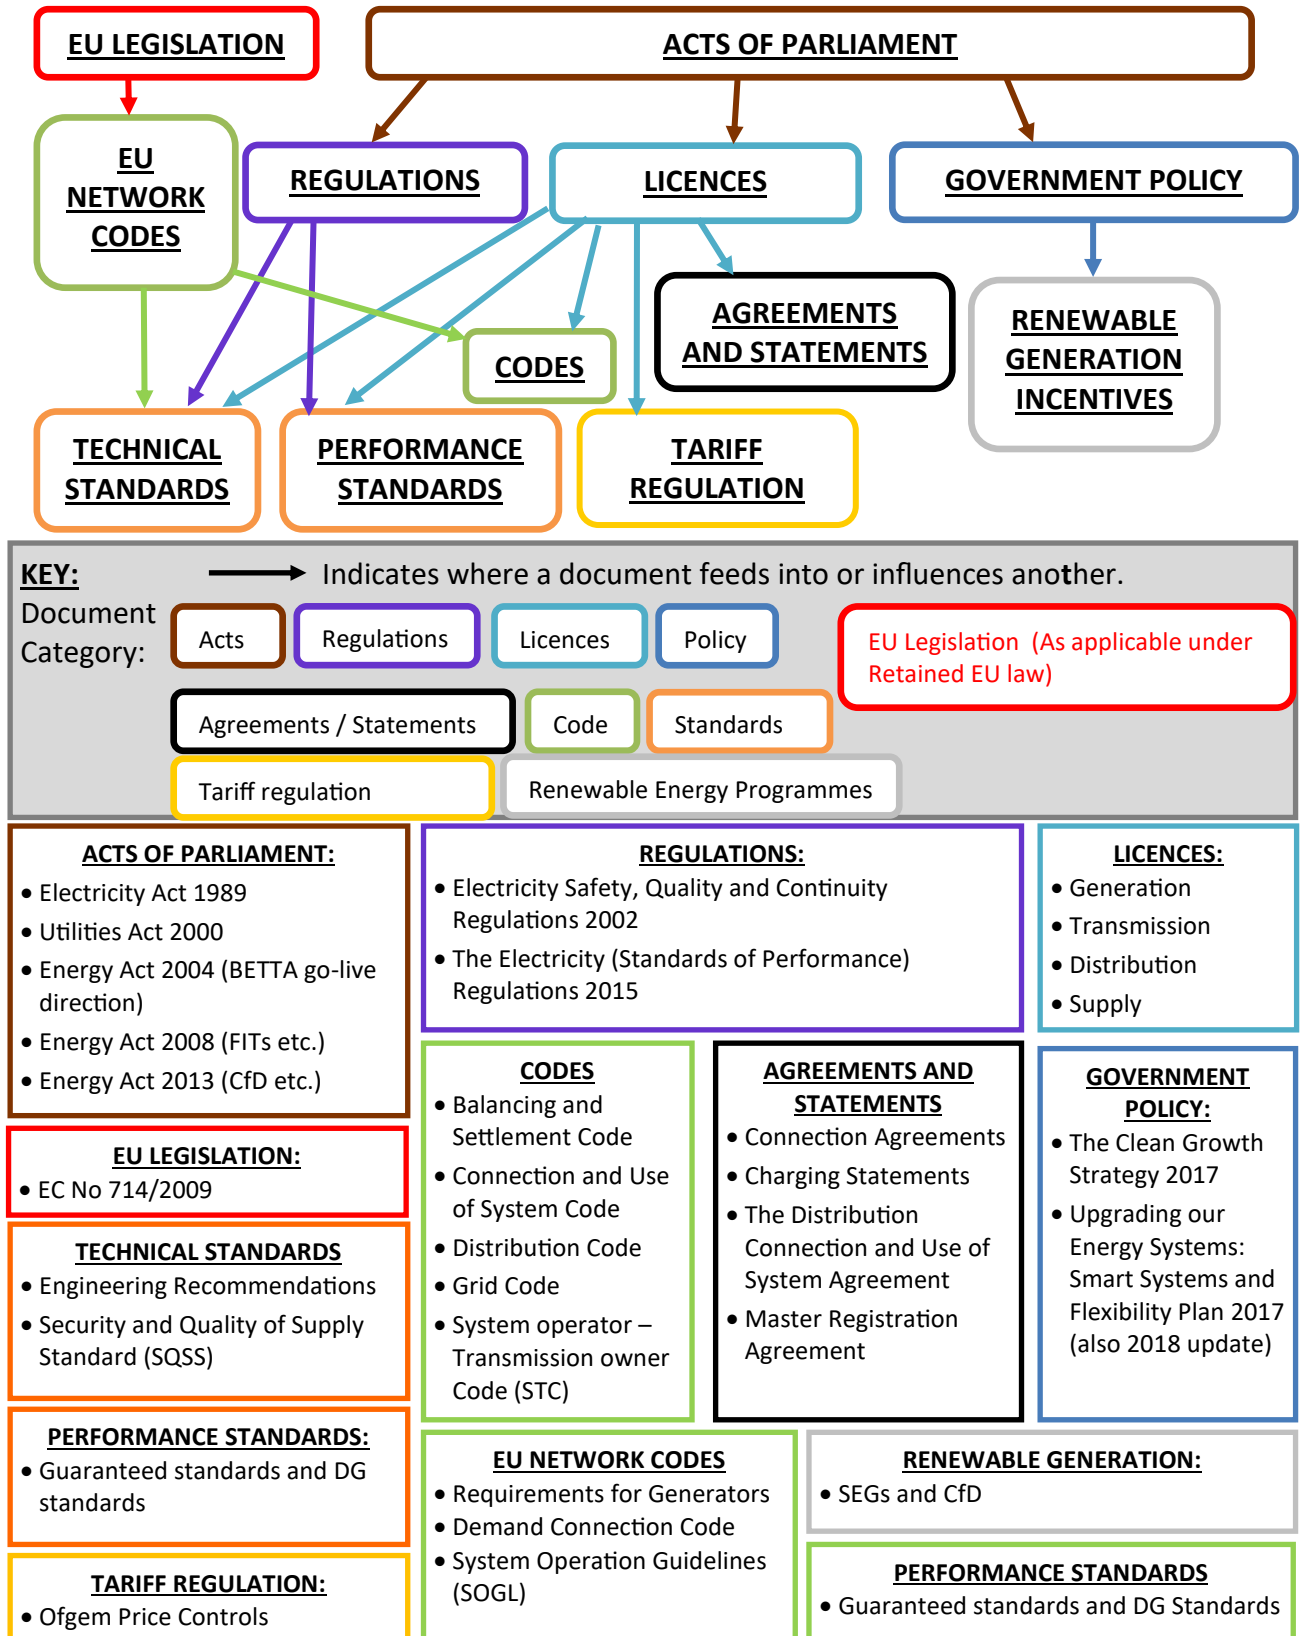 EU LEGISLATION
ACTS OF PARLIAMENT
EU
NETWORK
CODES
REGULATIONS
LICENCES
GOVERNMENT POLICY
AGREEMENTS
AND STATEMENTS
RENEWABLE
GENERATION
INCENTIVES
CODES
TECHNICAL
STANDARDS
PERFORMANCE
STANDARDS
TARIFF
REGULATION
KEY:
Indicates where a document feeds into or influences another.
Document
Category:
Acts
Regulations
Licences
Policy
EU Legislation (As applicable under
Retained EU law)
Agreements / Statements
Code
Standards
Tariff regulation
Renewable Energy Programmes
ACTS OF PARLIAMENT:
• Electricity Act 1989
• Utilities Act 2000
• Energy Act 2004 (BETTA go-live
direction)
• Energy Act 2008 (FITs etc.)
• Energy Act 2013 (CfD etc.)
REGULATIONS:
• Electricity Safety, Quality and Continuity
Regulations 2002
• The Electricity (Standards of Performance)
Regulations 2015
LICENCES:
• Generation
• Transmission
• Distribution
• Supply
EU LEGISLATION:
• EC No 714/2009
CODES
• Balancing and
Settlement Code
• Connection and Use
of System Code
• Distribution Code
• Grid Code
• System operator –
Transmission owner
Code (STC)
AGREEMENTS AND
STATEMENTS
• Connection Agreements
• Charging Statements
• The Distribution
Connection and Use of
System Agreement
• Master Registration
Agreement
GOVERNMENT
POLICY:
• The Clean Growth
Strategy 2017
• Upgrading our
Energy Systems:
Smart Systems and
Flexibility Plan 2017
(also 2018 update)
TECHNICAL STANDARDS
• Engineering Recommendations
• Security and Quality of Supply
Standard (SQSS)
PERFORMANCE STANDARDS:
• Guaranteed standards and DG
standards
EU NETWORK CODES
• Requirements for Generators
• Demand Connection Code
• System Operation Guidelines
(SOGL)
RENEWABLE GENERATION:
• SEGs and CfD
TARIFF REGULATION:
• Ofgem Price Controls
PERFORMANCE STANDARDS
• Guaranteed standards and DG Standards